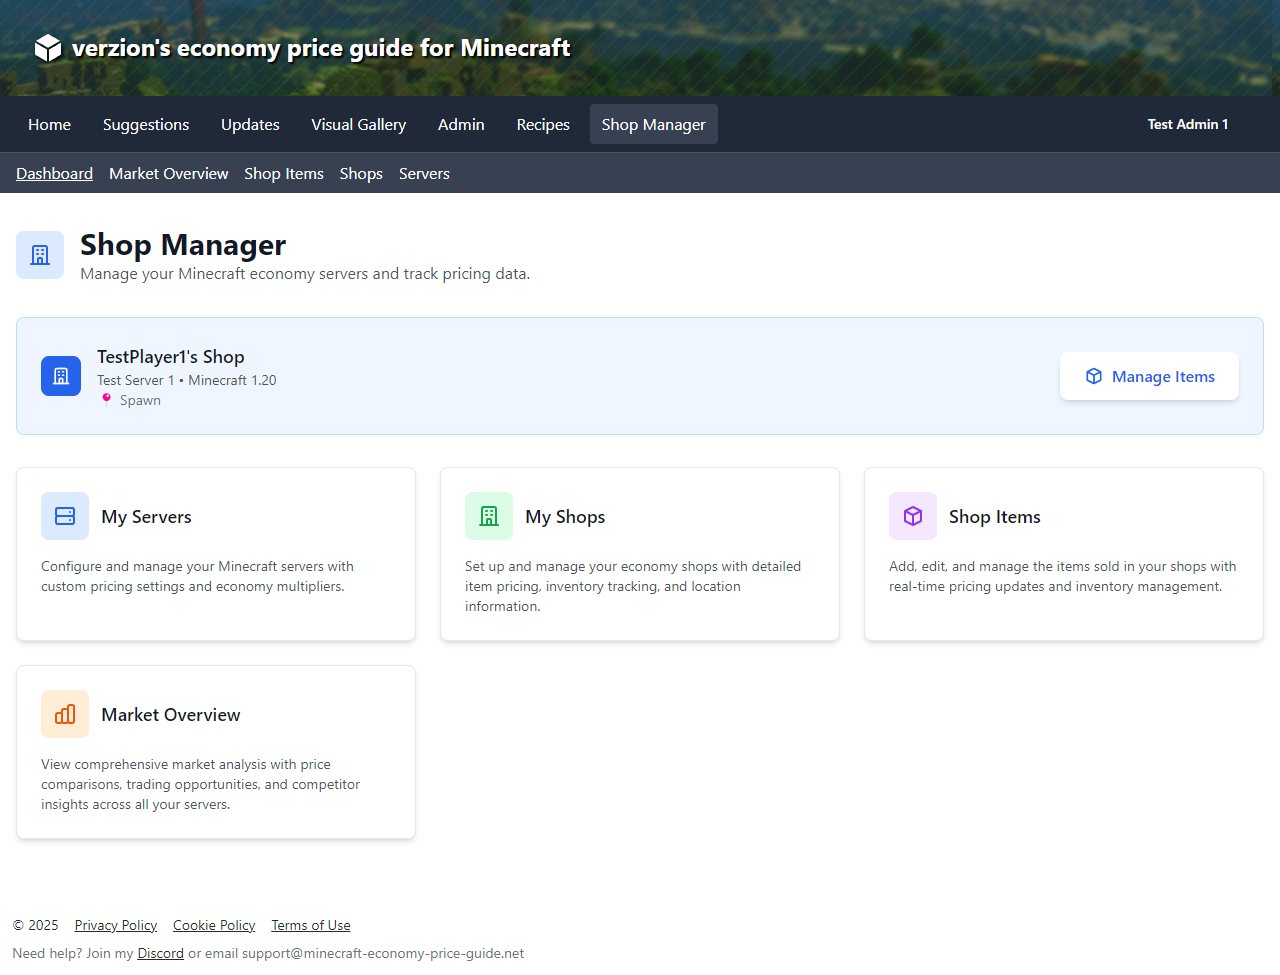 verzion's economy price guide for Minecraft
Home Suggestions Updates Visual Gallery Admin Recipes Shop Manager Test Admin 1
Dashboard Market Overview Shop Items Shops Servers
Shop Manager
Manage your Minecraft economy servers and track pricing data.
TestPlayer1's Shop
Test Server 1 • Minecraft 1.20
Spawn
Manage Items
My Servers
Configure and manage your Minecraft servers with
custom pricing settings and economy multipliers.
My Shops
Set up and manage your economy shops with detailed
item pricing, inventory tracking, and location
information.
Shop Items
Add, edit, and manage the items sold in your shops with
real-time pricing updates and inventory management.
Market Overview
View comprehensive market analysis with price
comparisons, trading opportunities, and competitor
insights across all your servers.
© 2025 Privacy Policy Cookie Policy Terms of Use
Need help? Join my Discord or email support@minecraft-economy-price-guide.net